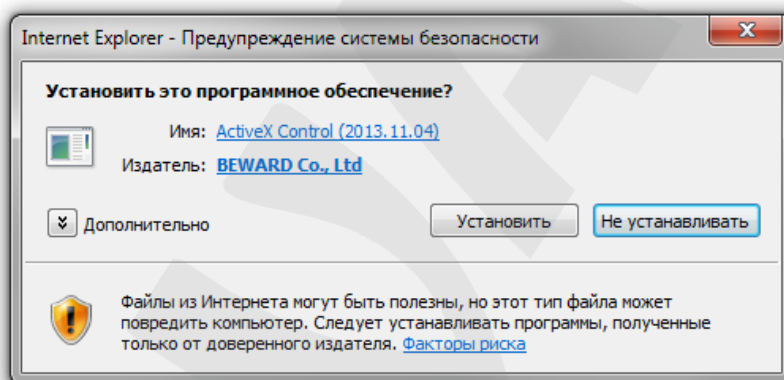 Internet Explorer - Предупреждение системы безопасности
Установить это программное обеспечение?
Имя: ActiveX Control (2013.11.04)
Издатель: BEWARD Co., Ltd
Дополнительно
Установить
Не устанавливать
Файлы из Интернета могут быть полезны, но этот тип файла может
повредить компьютер. Следует устанавливать программы, полученные
только от доверенного издателя. Факторы риска